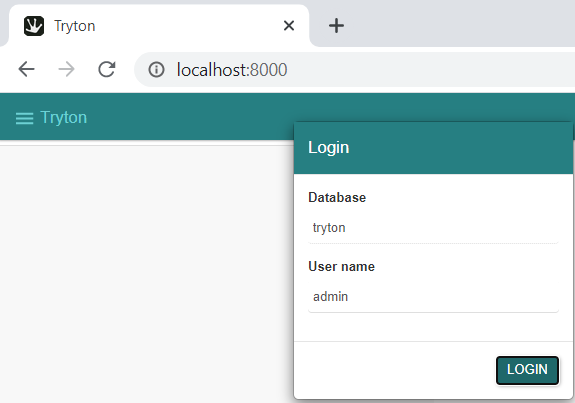 Tryton
localhost:8000
Tryton
Login
Database
tryton
User name
admin
LOGIN